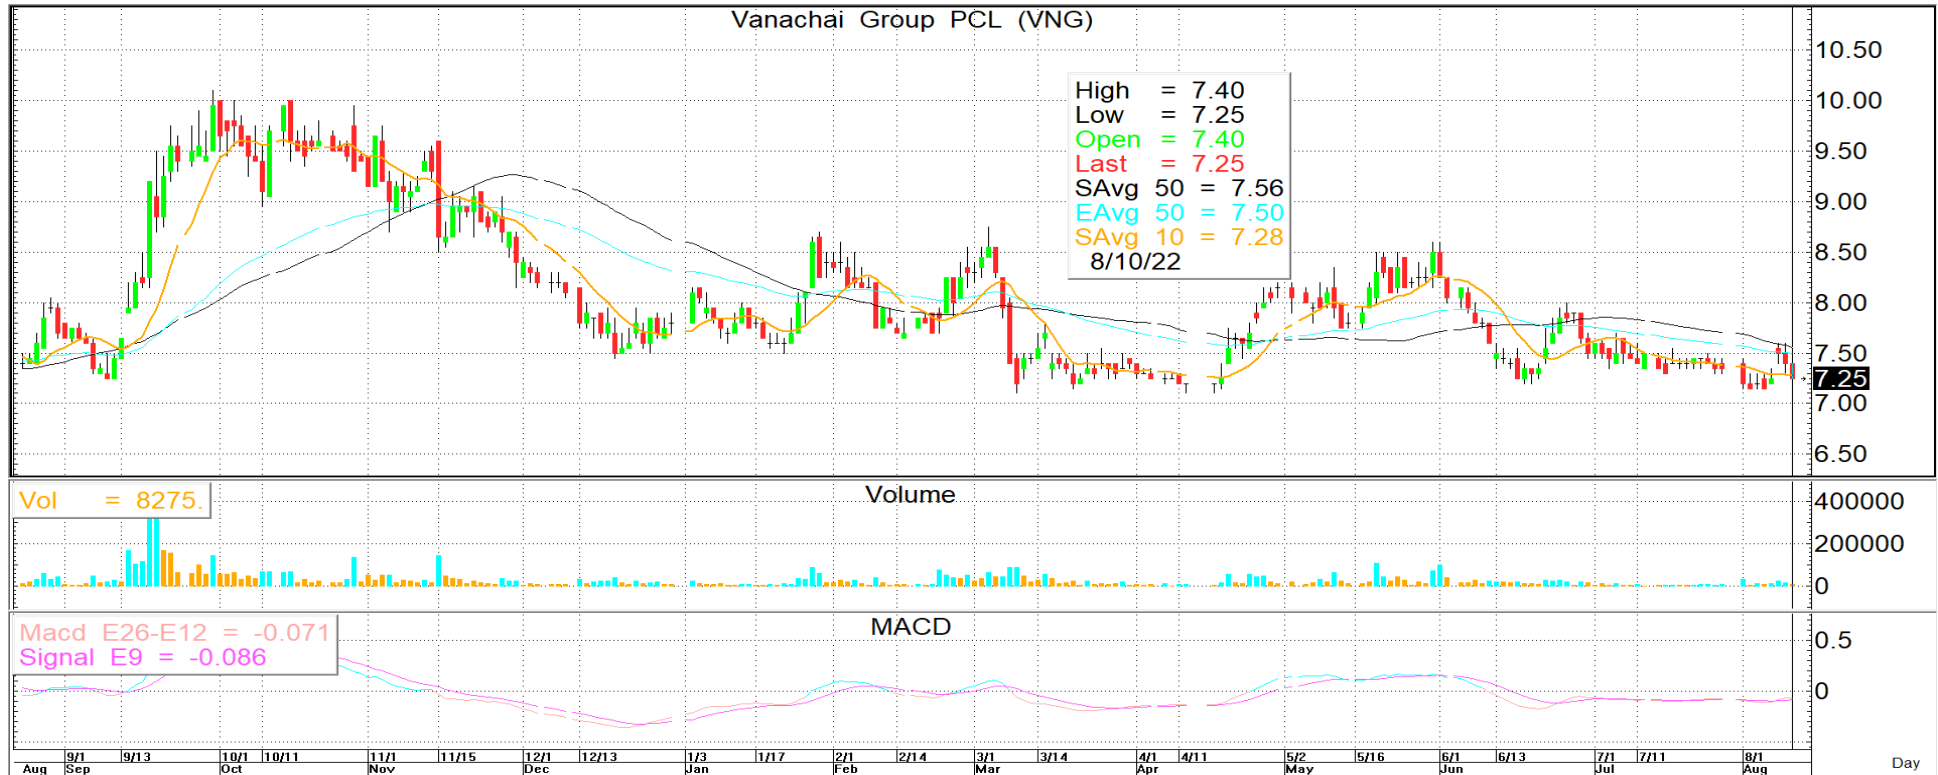 Vanachai Group PCL (VNG)
10.50
10.00
9.50
9.00
8.50
8.00
7.50
7.25
7.00
6.50
High = 7.40
Low = 7.25
Open = 7.40
Last = 7.25
SAvg 50 = 7.56
EAvg 50 = 7.50
SAvg 10 = 7.28
8/10/22
Volume
Vol = 8275.
400000
200000
0
MACD
Macd E26-E12 = -0.071
Signal E9 = -0.086
0.5
0
9/1 9/13 10/1 10/11 11/1 11/15 12/1 12/13 1/3 1/17 2/1 2/14 3/1 3/14 4/1 4/11 5/2 5/16 6/1 6/13 7/1 7/11 8/1
Aug Sep Oct Nov Dec Jan Feb Mar Apr May Jun Jul Aug
Day